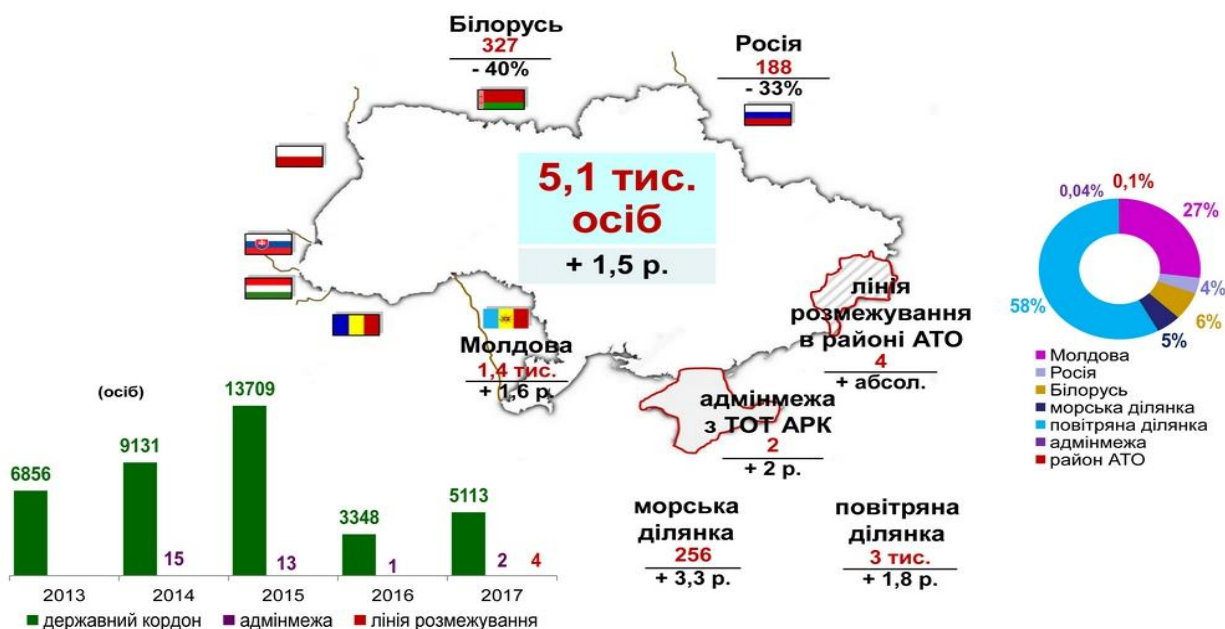 Білорусь
327
- 40%
Росія
188
- 33%
5,1 тис.
осіб
+ 1,5 р.
Молдова
1,4 тис.
+ 1,6 р.
лінія
розмежування
в районі АТО
4
+ абсол.
адмінмежа
з ТОТ АРК
2
+ 2 р.
морська
ділянка
256
+ 3,3 р.
повітряна
ділянка
3 тис.
+ 1,8 р.
0,04%
0,1%
27%
4%
6%
5%
58%
Молдова
Росія
Білорусь
морська ділянка
повітряна ділянка
адмінмежа
район АТО
(осіб)
6856
9131
15
13709
13
3348
1
5113
2
4
2013
2014
2015
2016
2017
державний кордон
адмінмежа
лінія розмежування